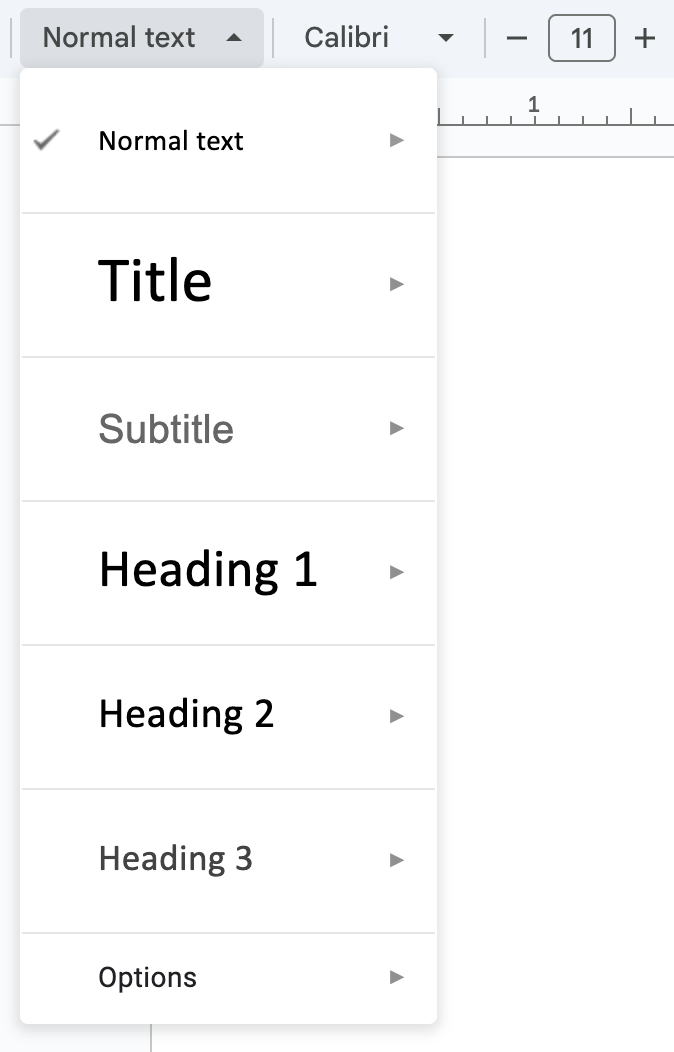 Normal text Calibri − 11 +
1
Normal text
Title
Subtitle
Heading 1
Heading 2
Heading 3
Options